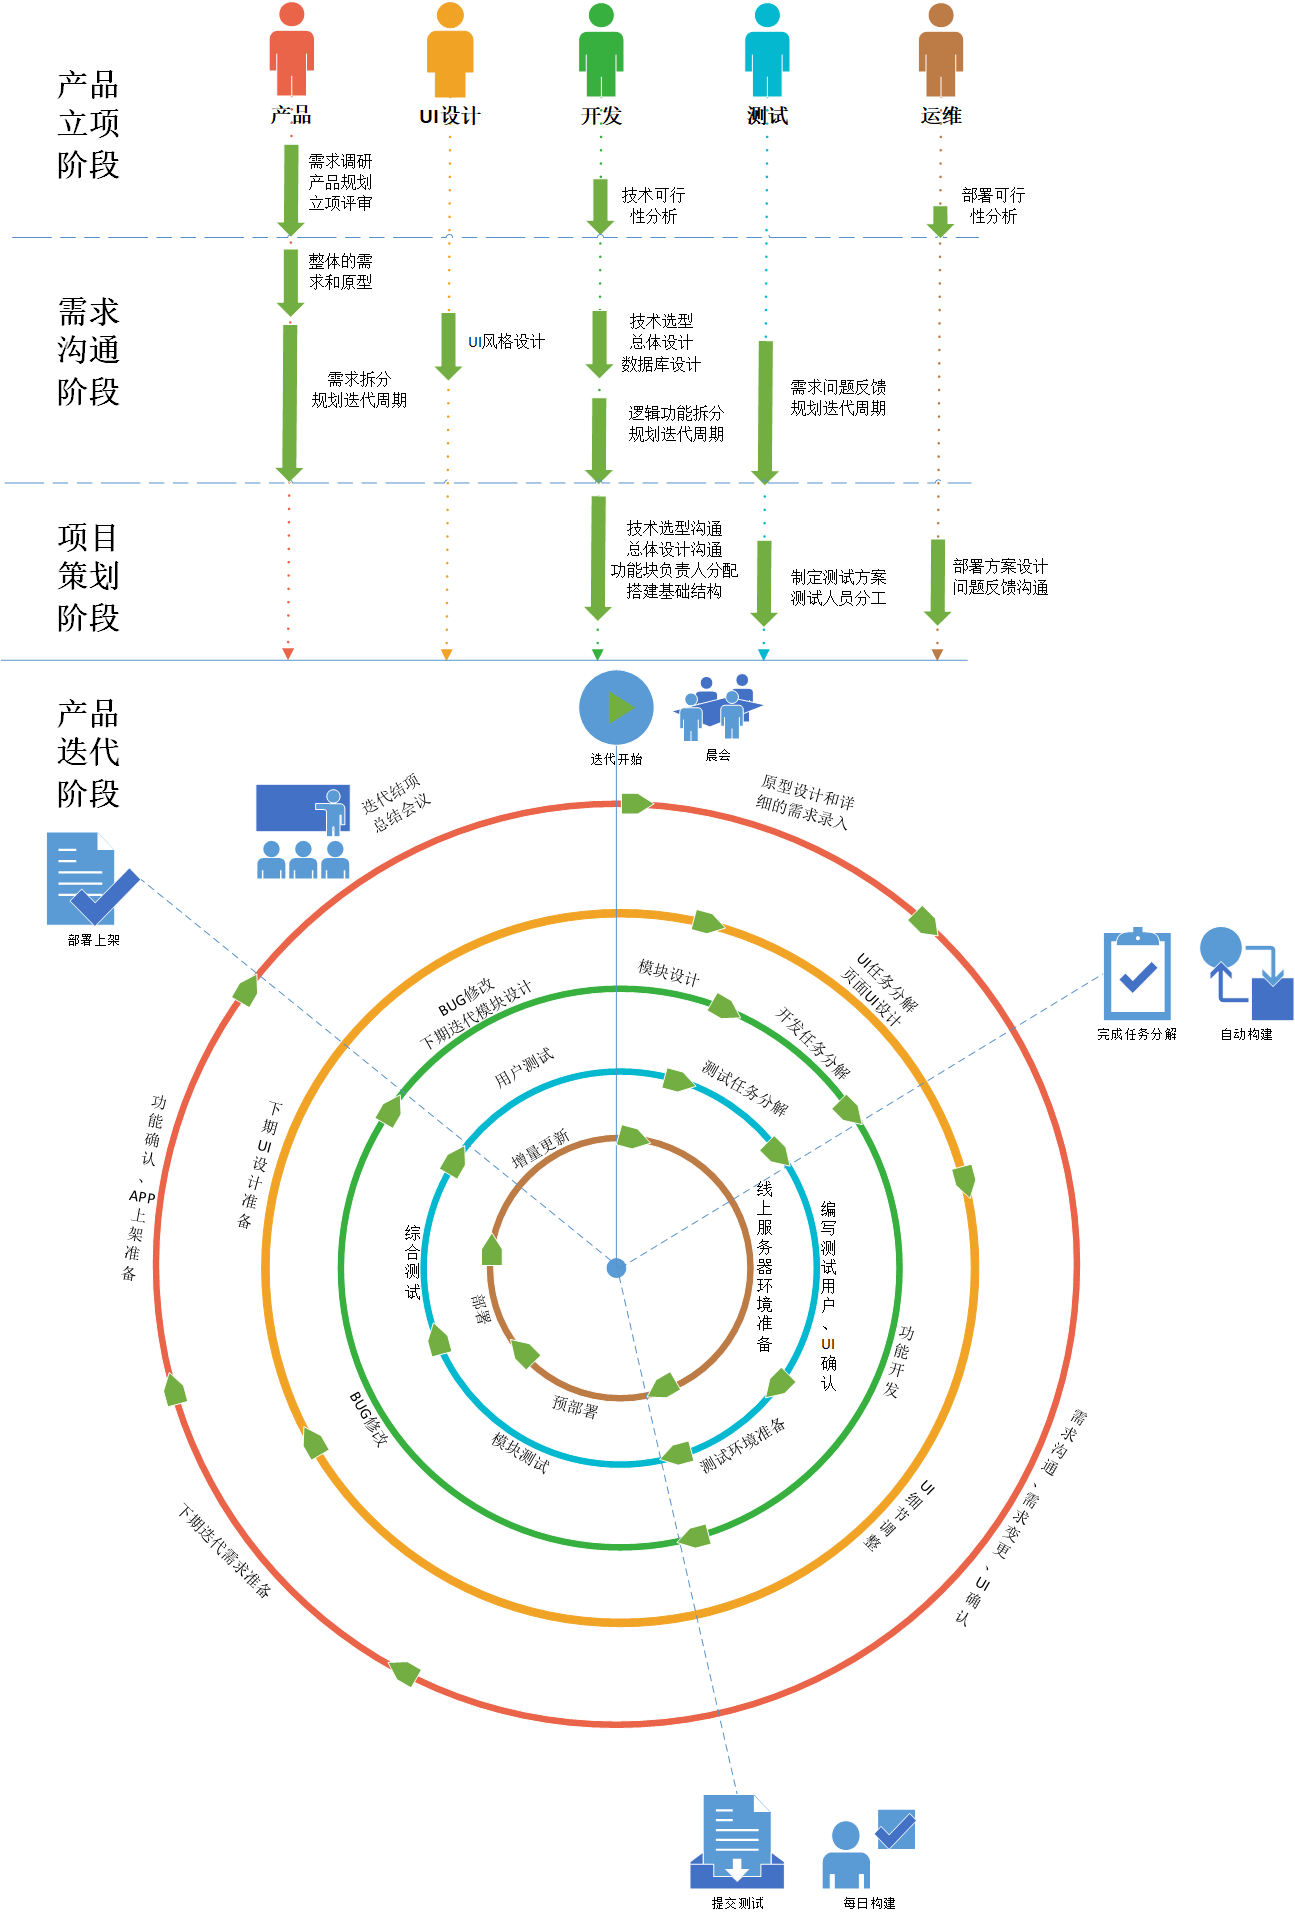 产品
立项
阶段
产品
UI设计
开发
测试
运维
需求调研
产品规划
立项评审
技术可行
性分析
部署可行
性分析
需求
沟通
阶段
整体的需
求和原型
需求拆分
规划迭代周期
UI风格设计
技术选型
总体设计
数据库设计
逻辑功能拆分
规划迭代周期
需求问题反馈
规划迭代周期
项目
策划
阶段
技术选型沟通
总体设计沟通
功能块负责人分配
搭建基础结构
制定测试方案
测试人员分工
部署方案设计
问题反馈沟通
产品
迭代
阶段
迭代开始
晨会
迭代结项
总结会议
原型设计和详
细的需求录入
部署上架
完成任务分解
自动构建
BUG修改
下期迭代模块设计
模块设计
UI任务分解
页面UI设计
开发任务分解
用户测试
测试任务分解
增量更新
功能确认、APP上架准备
下期UI设计准备
综合测试
线上服务器环境准备
编写测试用户、UI确认
部署
预部署
功能开发
BUG修改
模块测试
测试环境准备
UI细节调整
需求沟通、需求变更、UI确认
下期迭代需求准备
提交测试
每日构建